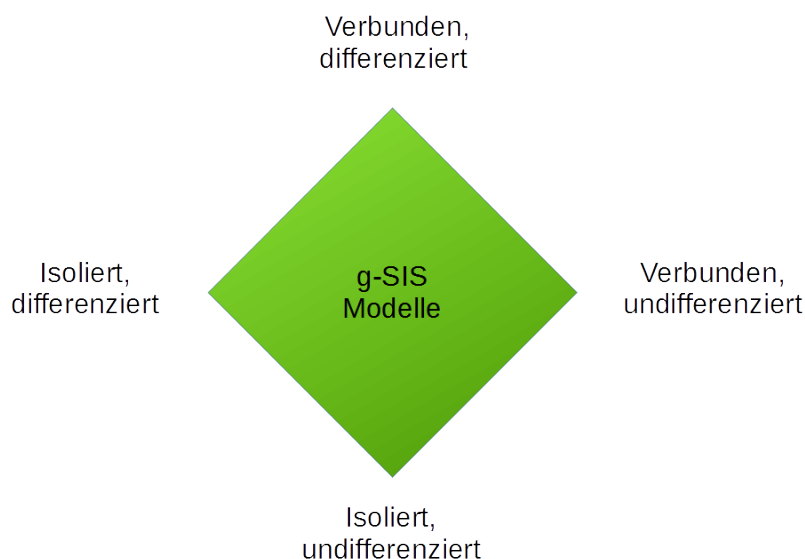 Verbunden,
differenziert
Isoliert,
differenziert
g-SIS
Modelle
Verbunden,
undifferenziert
Isoliert,
undifferenziert